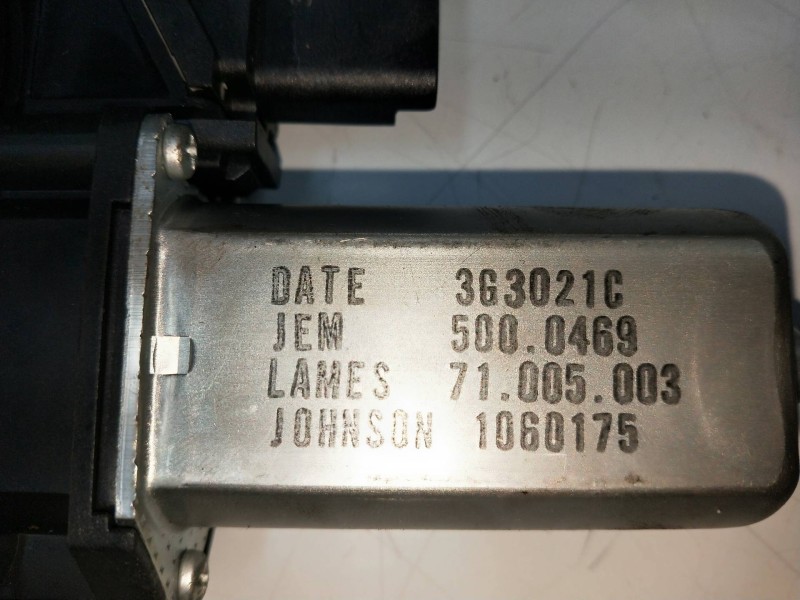 DATE 3G3021C
JEM 500.0469
LAMES 71.005.003
JOHNSON 1060175